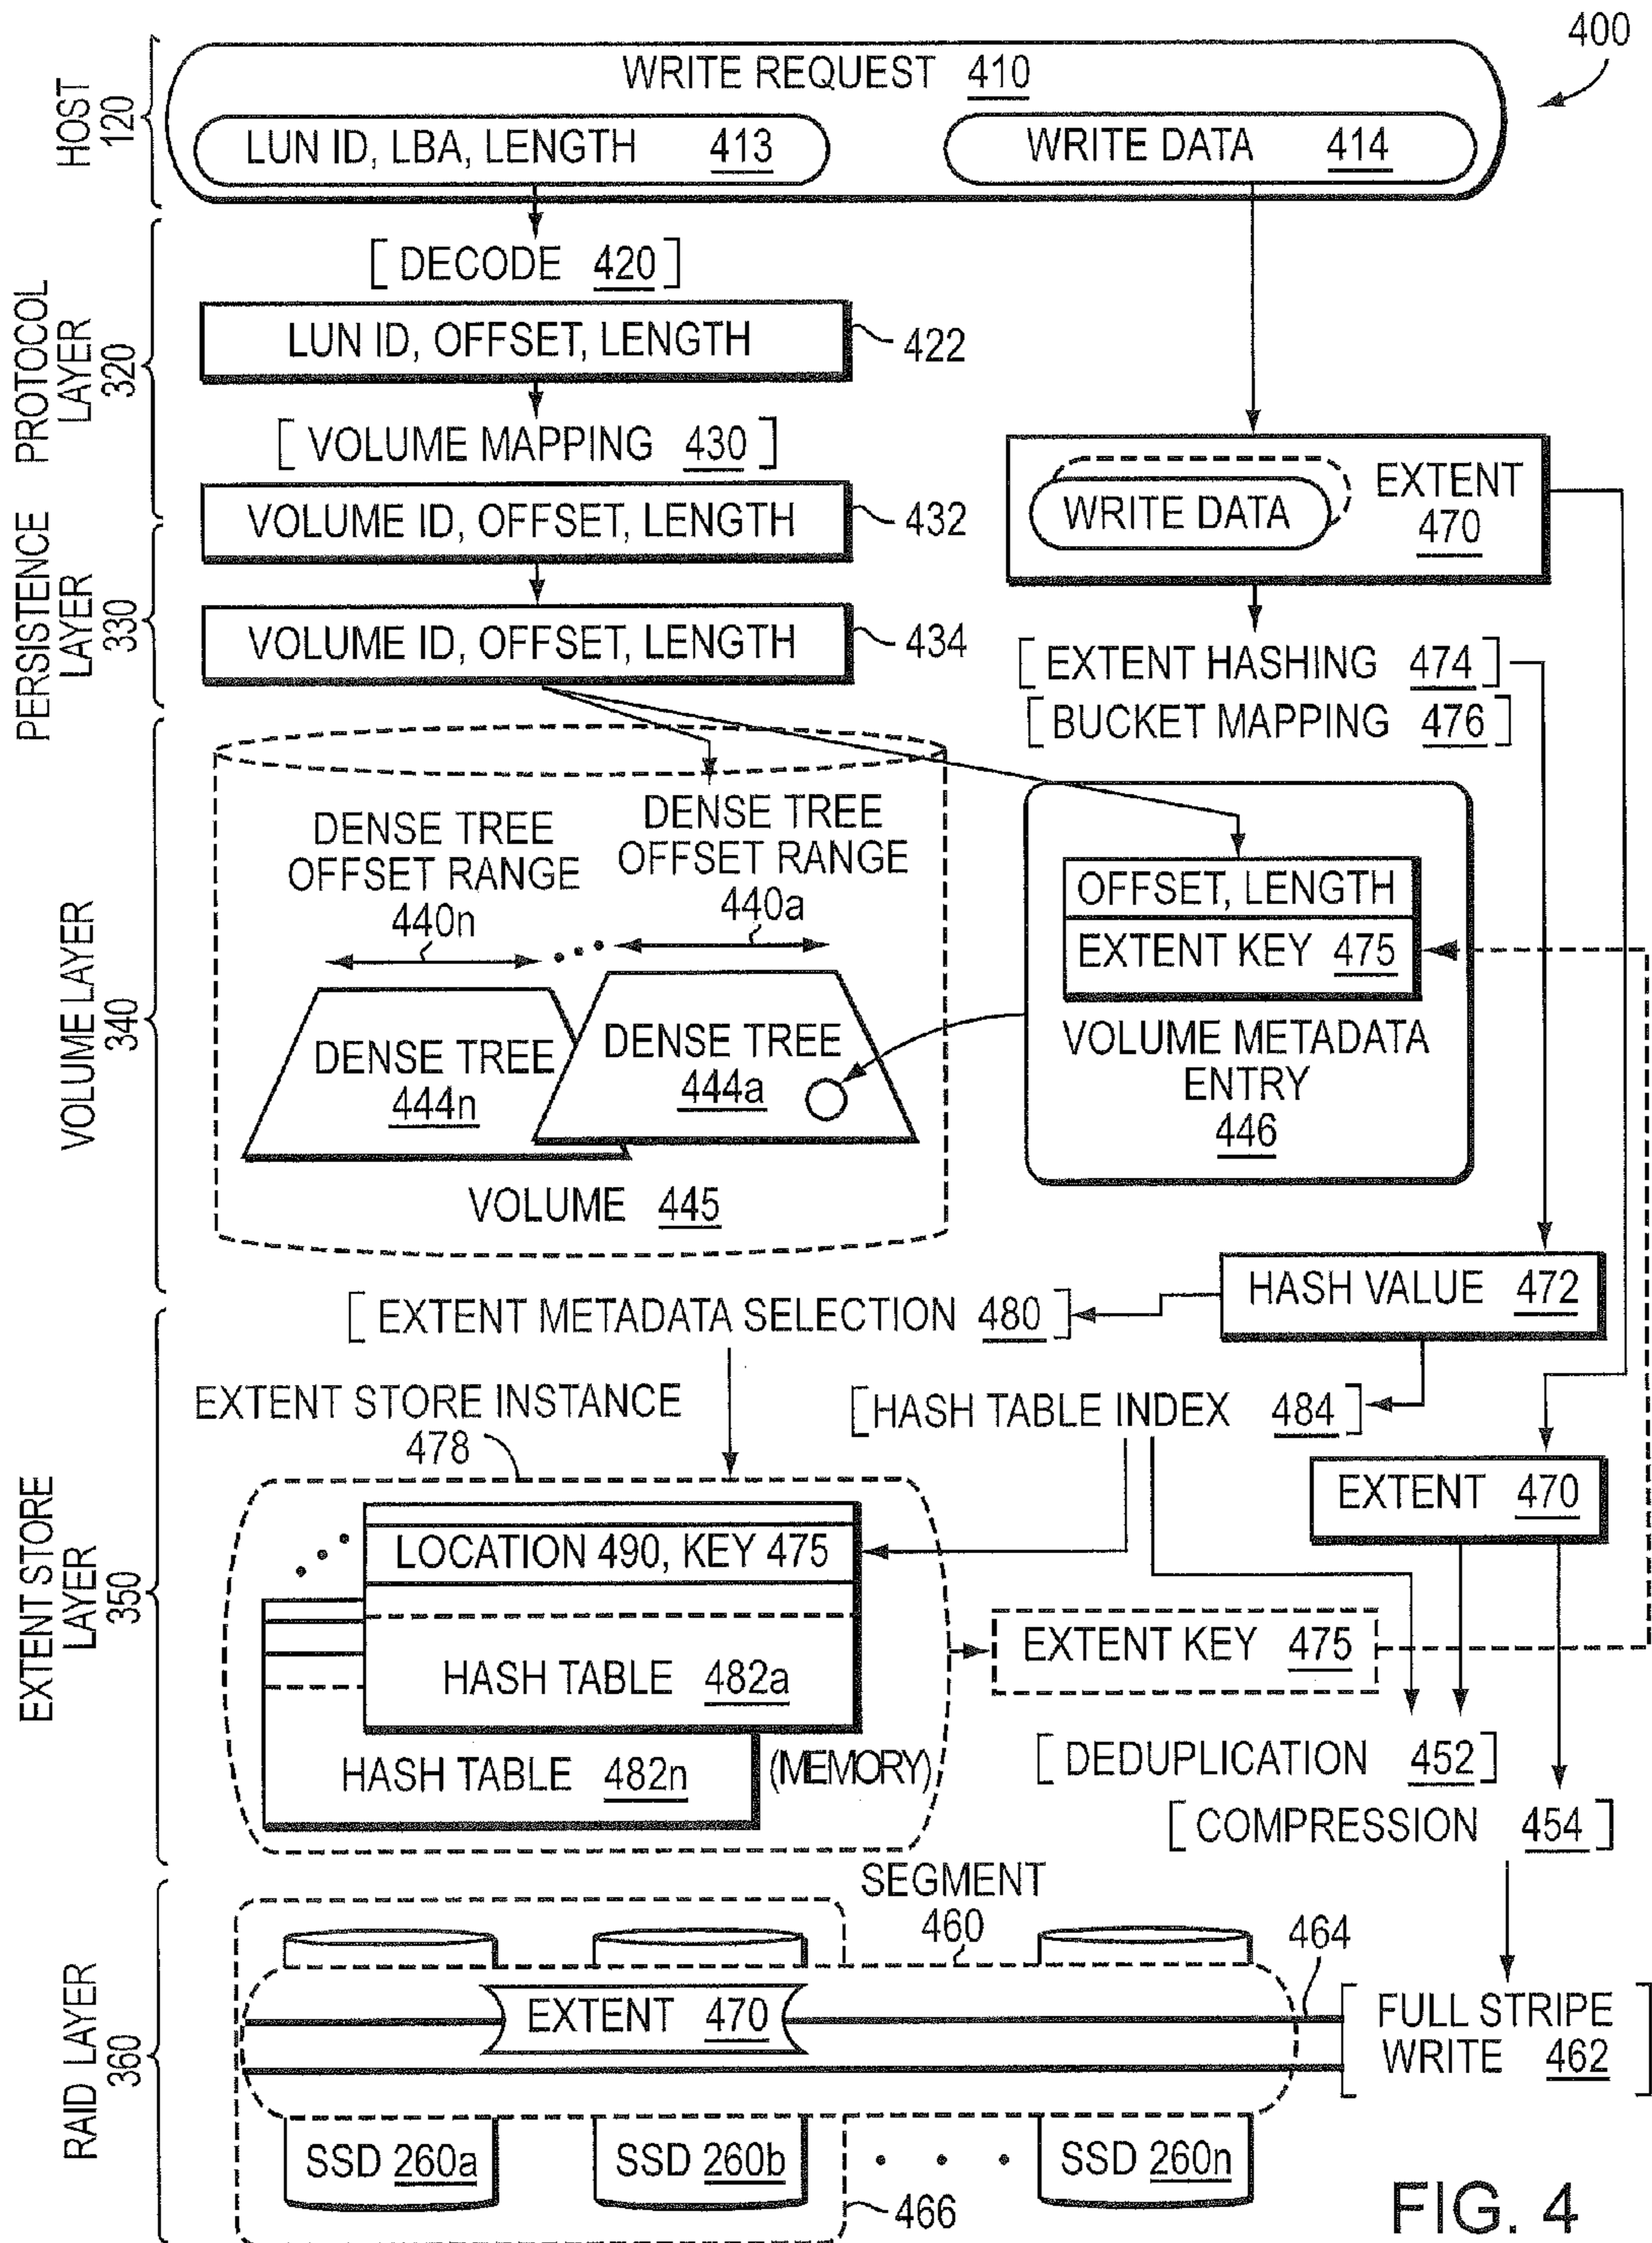 400
HOST
120
WRITE REQUEST 410
LUN ID, LBA, LENGTH 413
WRITE DATA 414
PROTOCOL
LAYER
320
[DECODE 420]
LUN ID, OFFSET, LENGTH
422
[VOLUME MAPPING 430]
VOLUME ID, OFFSET, LENGTH
432
WRITE DATA
EXTENT
470
PERSISTENCE
LAYER
330
VOLUME ID, OFFSET, LENGTH
434
[EXTENT HASHING 474]
[BUCKET MAPPING 476]
VOLUME LAYER
340
DENSE TREE
OFFSET RANGE
440n
DENSE TREE
OFFSET RANGE
440a
DENSE TREE
444n
DENSE TREE
444a
VOLUME 445
OFFSET, LENGTH
EXTENT KEY 475
VOLUME METADATA
ENTRY
446
HASH VALUE 472
EXTENT STORE
LAYER
350
[EXTENT METADATA SELECTION 480]
[HASH TABLE INDEX 484]
EXTENT STORE INSTANCE
478
EXTENT 470
LOCATION 490, KEY 475
HASH TABLE 482a
HASH TABLE 482n
(MEMORY)
EXTENT KEY 475
[DEDUPLICATION 452]
[COMPRESSION 454]
RAID LAYER
360
SEGMENT
460
464
EXTENT 470
[FULL STRIPE
WRITE 462]
SSD 260a
SSD 260b
SSD 260n
466
FIG. 4